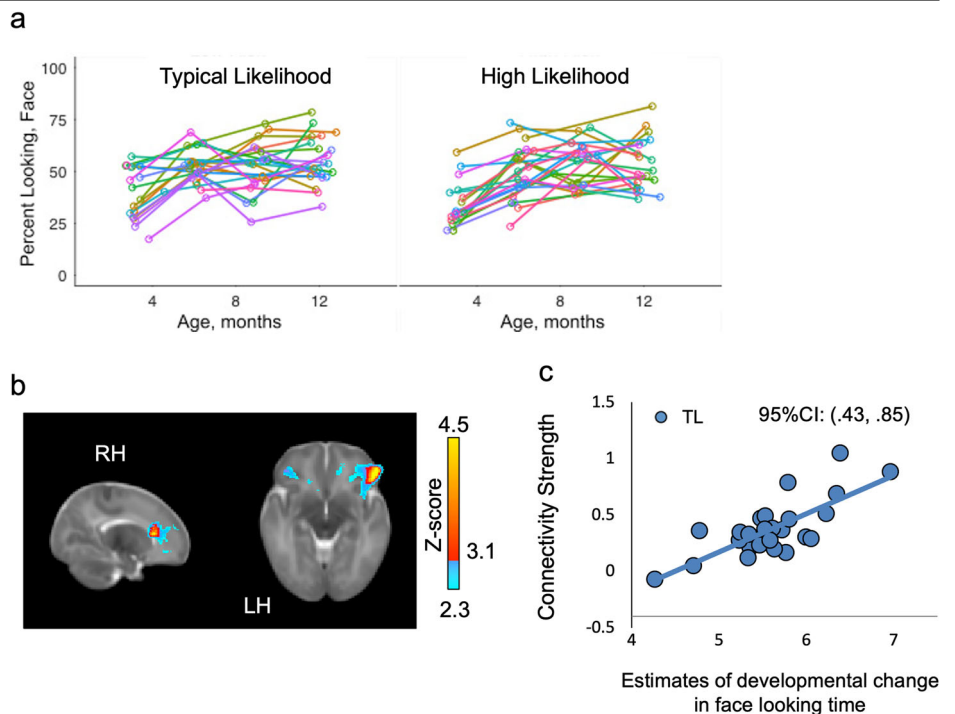 a
Typical Likelihood
High Likelihood
Percent Looking, Face
100
75
50
25
0
4 8 12
Age, months
4 8 12
Age, months
b
RH
LH
Z-score
4.5
3.1
2.3
c
TL
95%CI: (.43, .85)
Connectivity Strength
1.5
1
0.5
0
-0.5
4 5 6 7
Estimates of developmental change
in face looking time